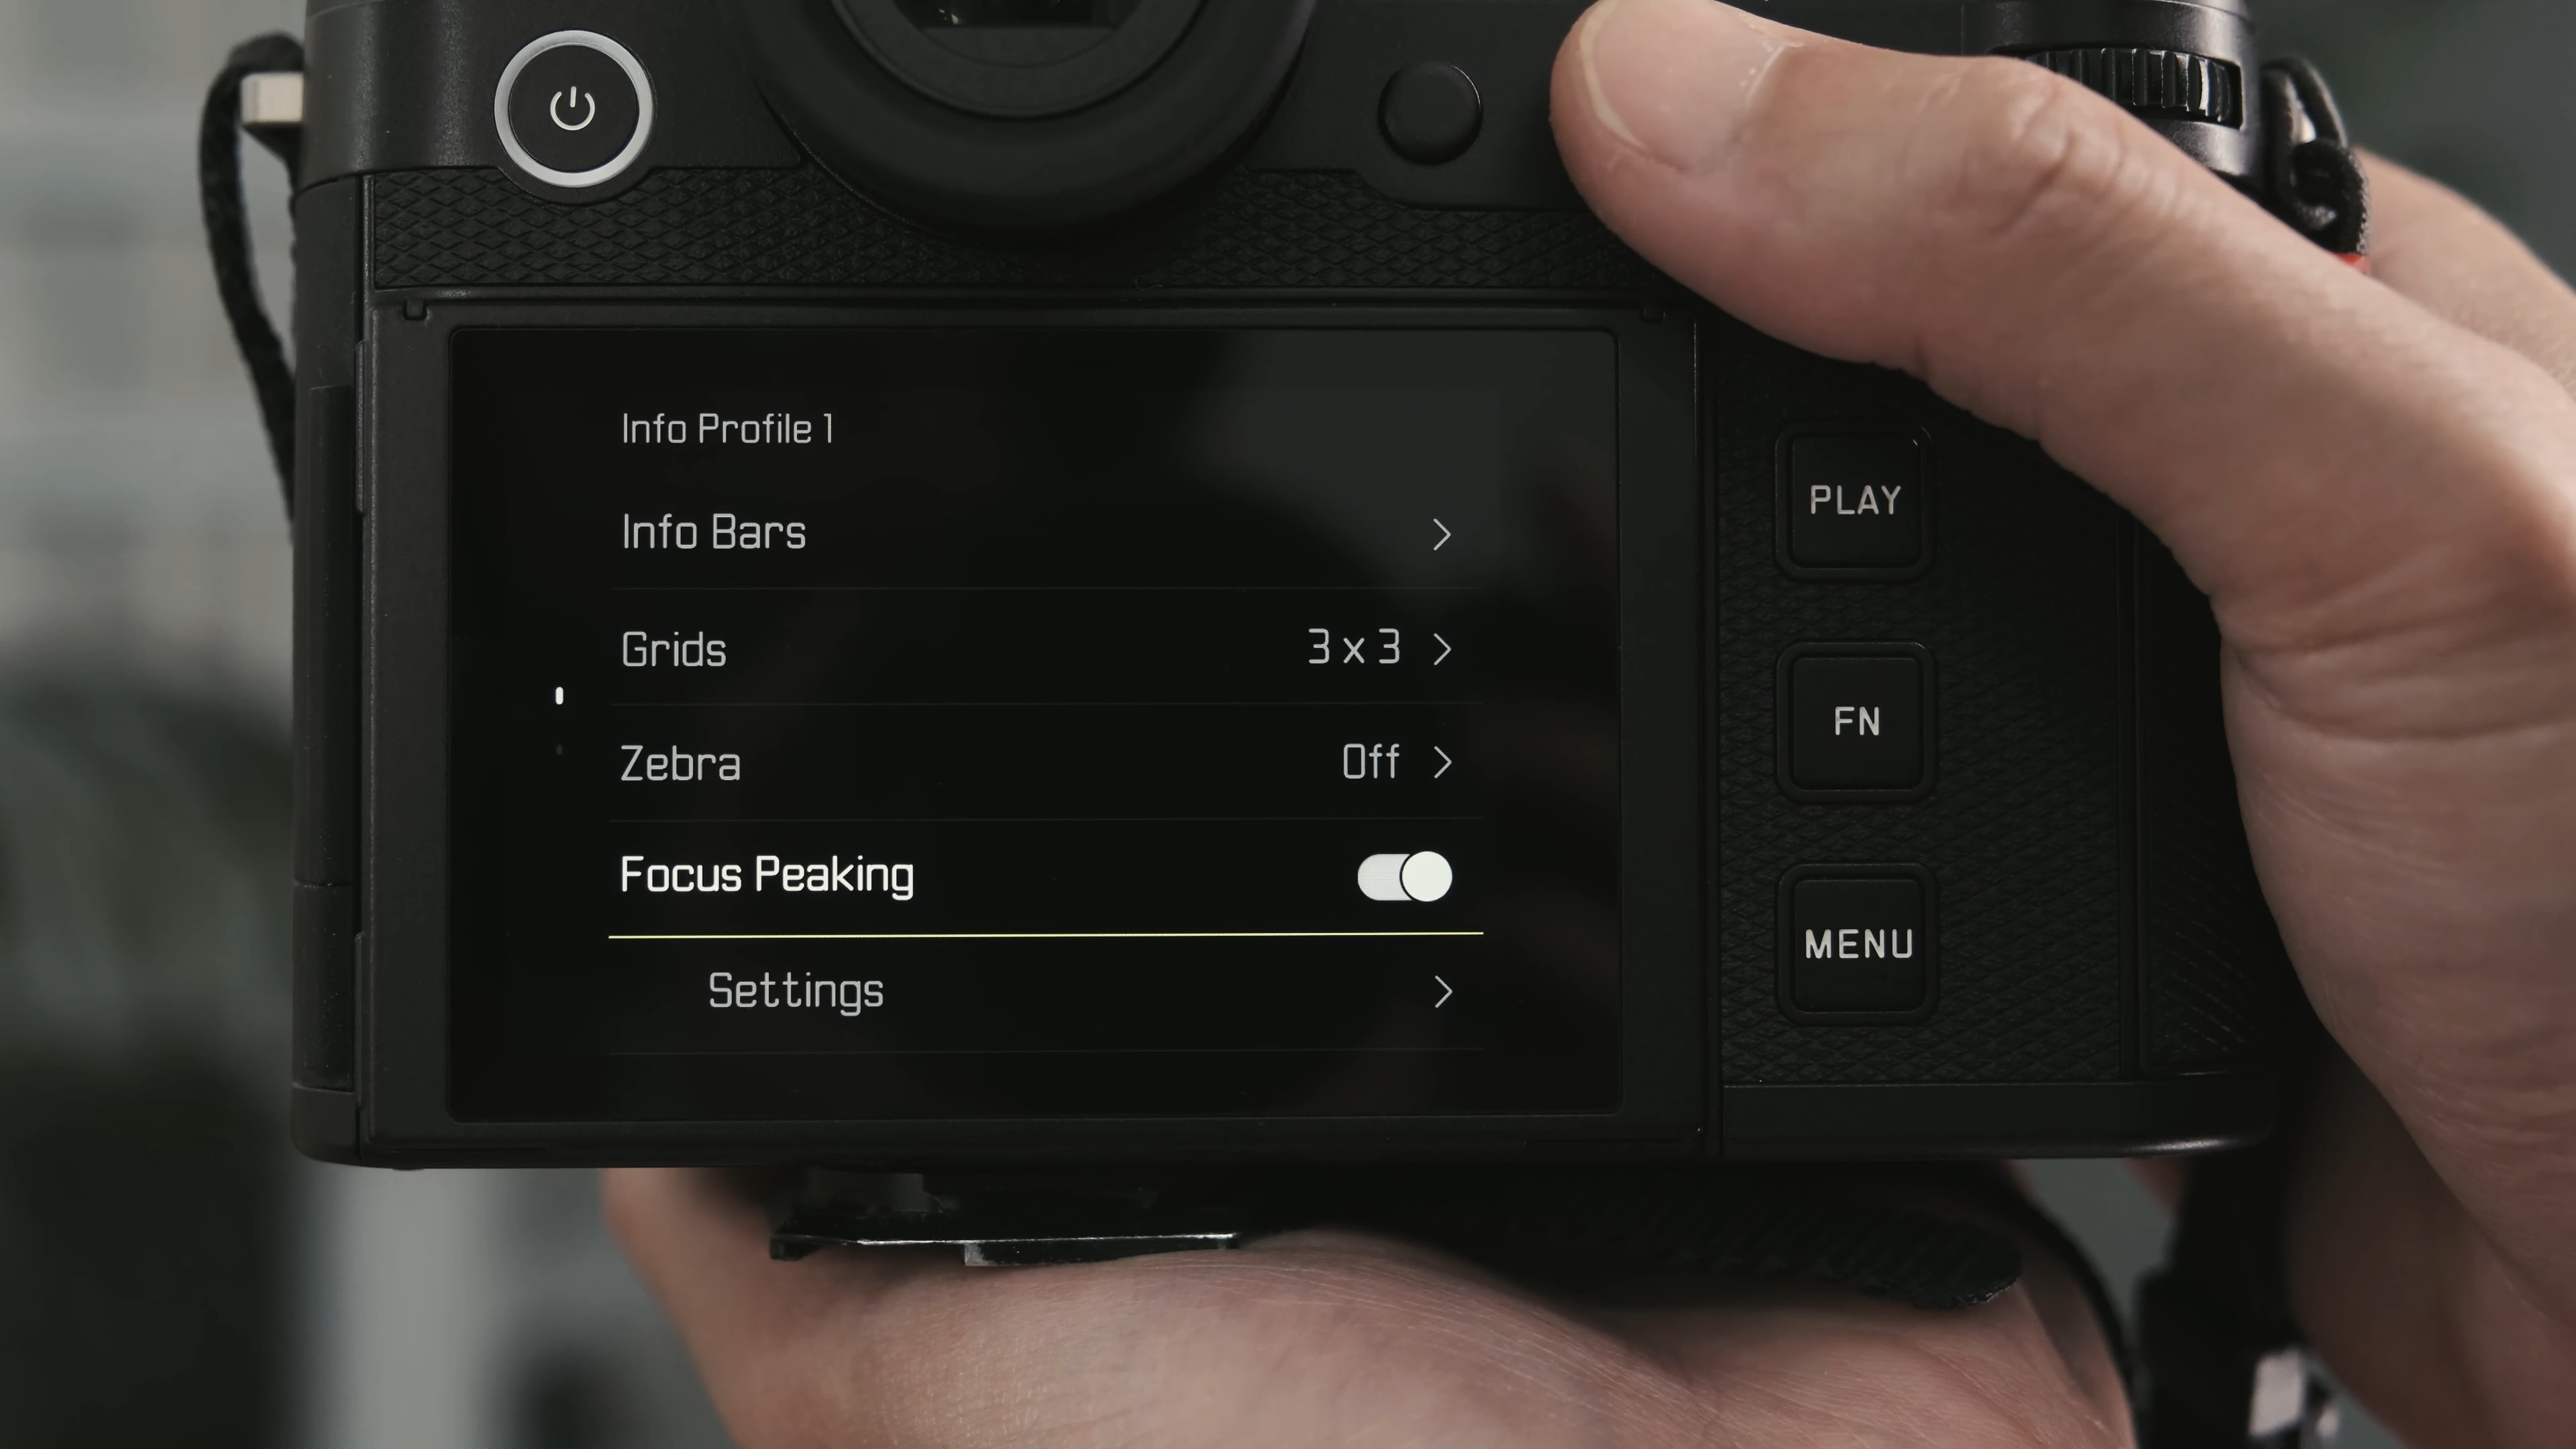 Info Profile 1
Info Bars
Grids 3 x 3
Zebra Off
Focus Peaking
Settings
PLAY
FN
MENU